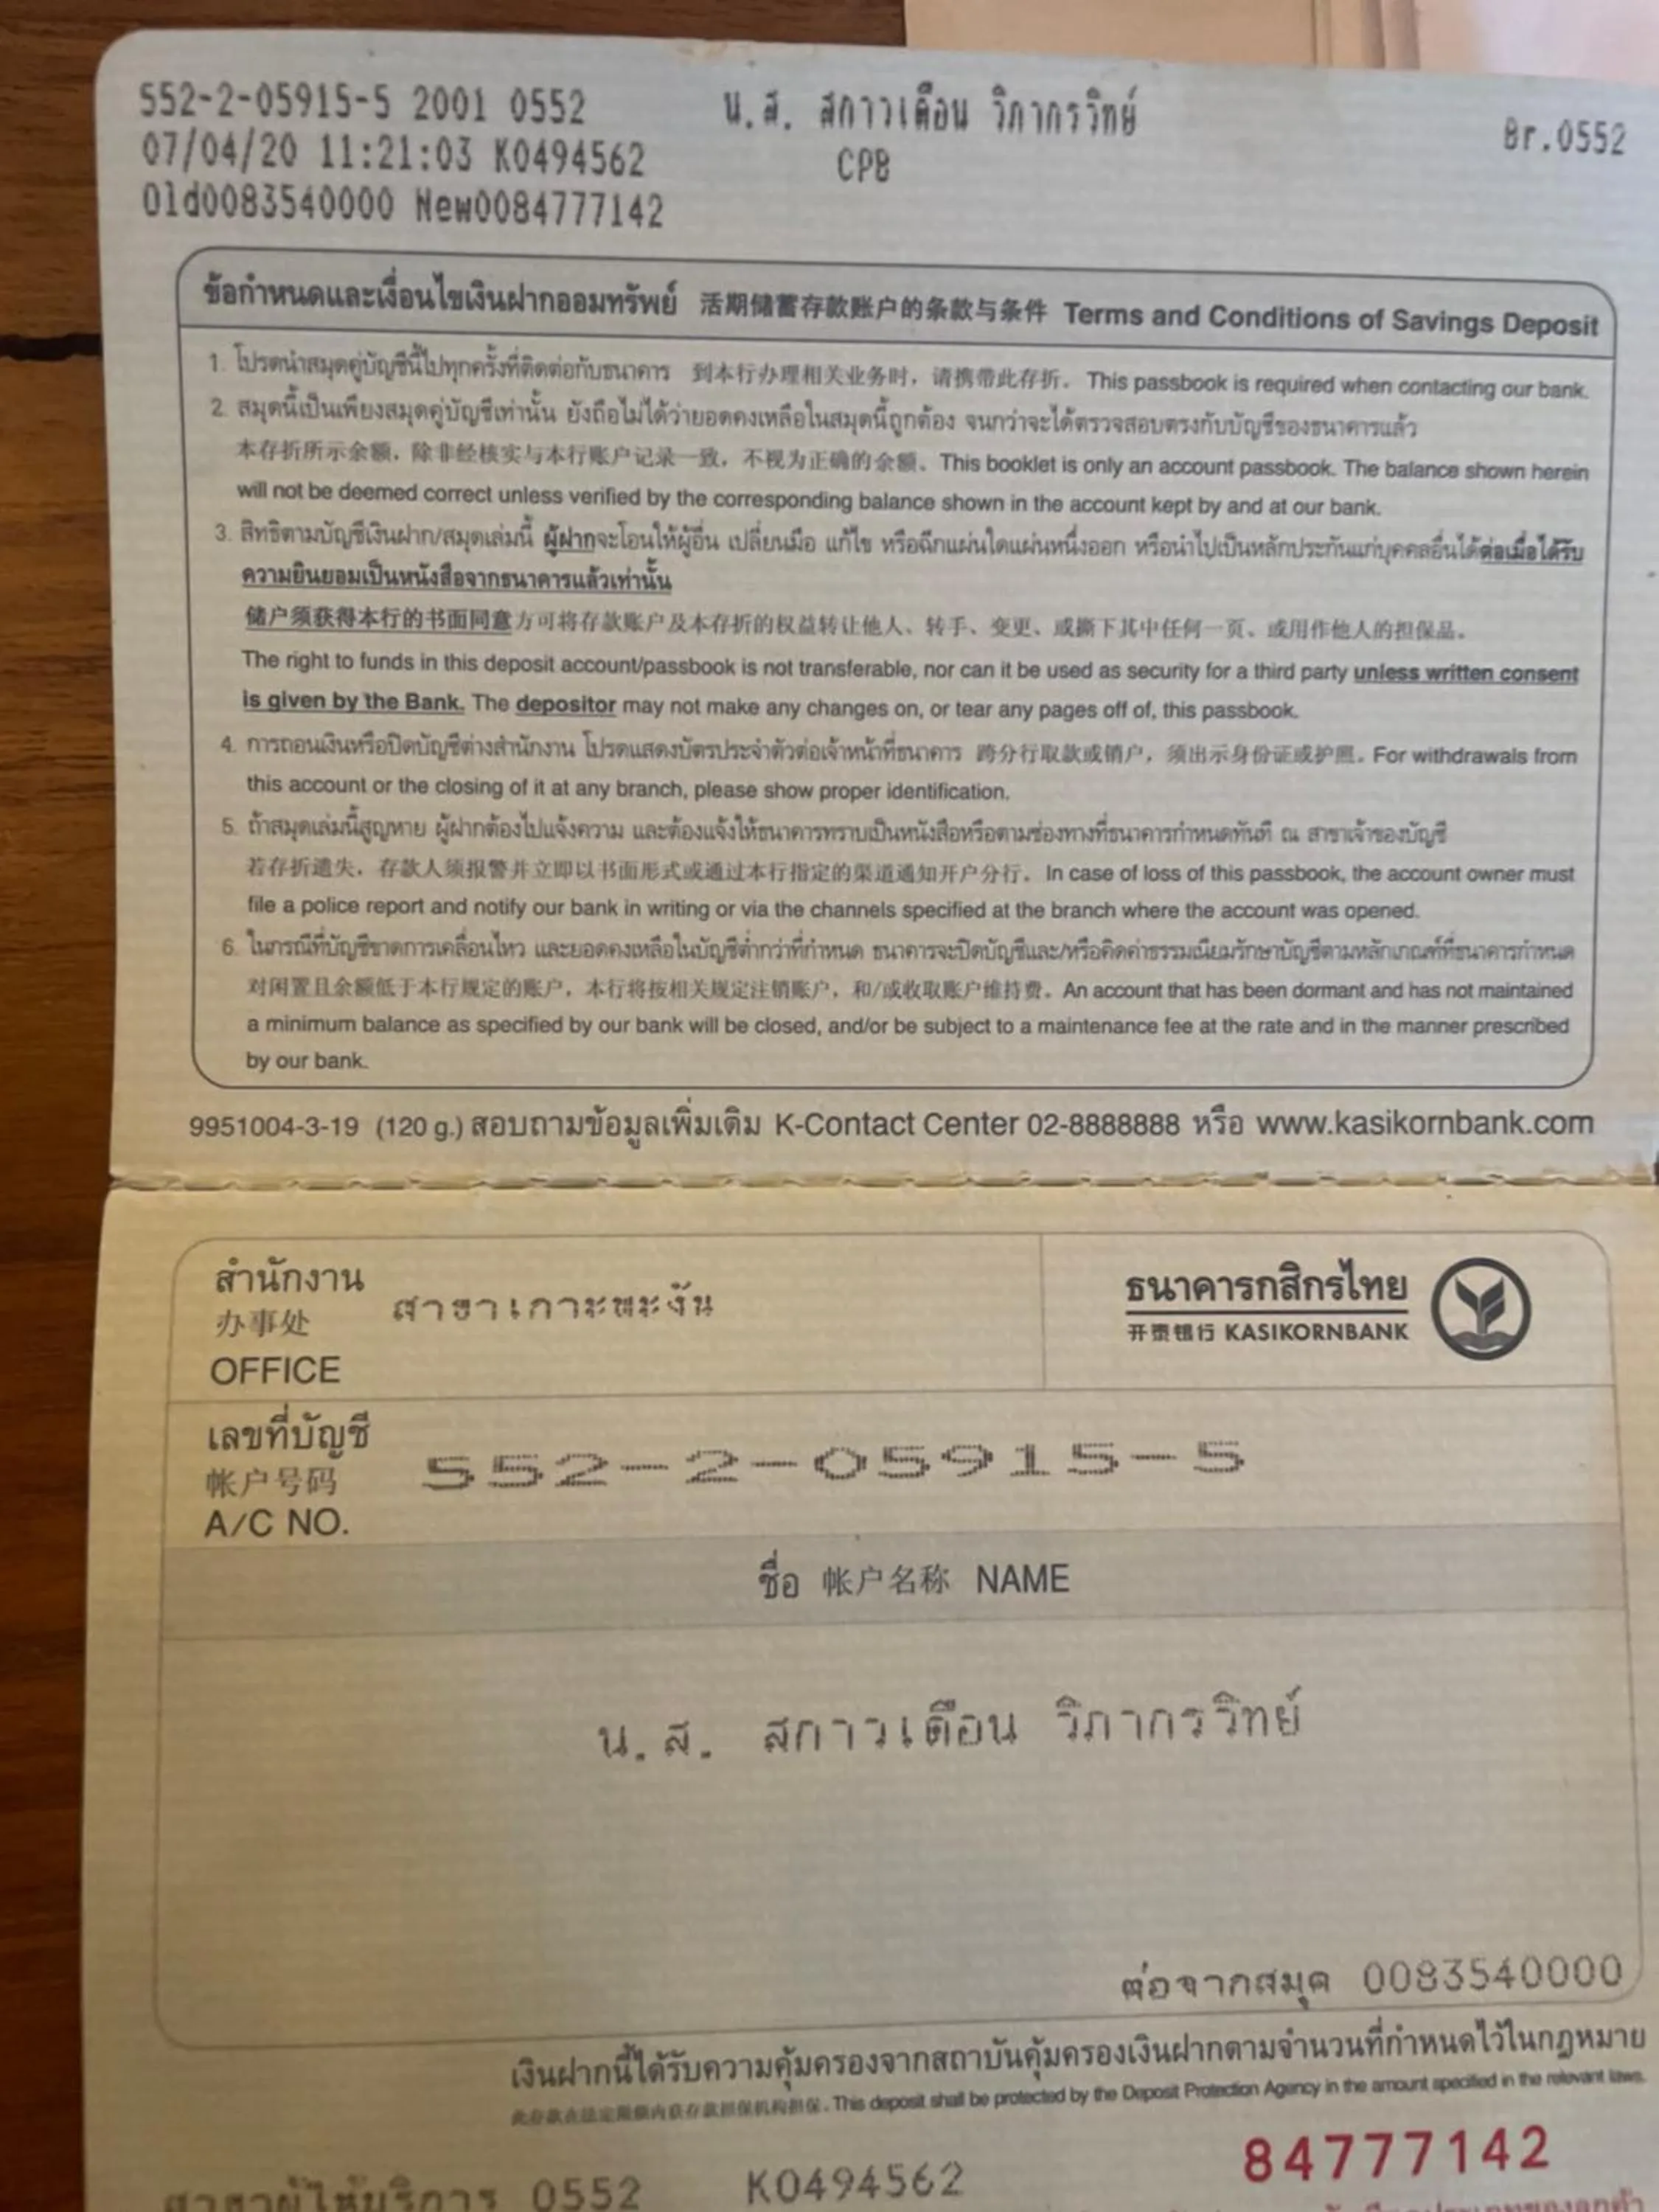 552-2-05915-5 2001 0552
น.ส. สกาวเดือน วิภากรวิทย์
Br.0552
07/04/20 11:21:03 K0494562
CPB
Old0083540000 New0084777142
ข้อกำหนดและเงื่อนไขเงินฝากออมทรัพย์ 活期储蓄存款账户的条款与条件 Terms and Conditions of Savings Deposit
1. โปรดนำสมุดคู่บัญชีนี้ไปทุกครั้งที่ติดต่อกับธนาคาร 到本行办理相关业务时，请携带此存折。This passbook is required when contacting our bank.
2. สมุดนี้เป็นเพียงสมุดคู่บัญชีเท่านั้น ยังถือไม่ได้ว่ายอดคงเหลือในสมุดนี้ถูกต้อง จนกว่าจะได้ตรวจสอบตรงกับบัญชีของธนาคารแล้ว
本存折所示余额，除非经核实与本行账户记录一致，不视为正确的余额。This booklet is only an account passbook. The balance shown herein
will not be deemed correct unless verified by the corresponding balance shown in the account kept by and at our bank.
3. สิทธิตามบัญชีเงินฝาก/สมุดเล่มนี้ ผู้ฝากจะโอนให้ผู้อื่น เปลี่ยนมือ แก้ไข หรือฉีกแผ่นใดแผ่นหนึ่งออก หรือนำไปเป็นหลักประกันแก่บุคคลอื่นได้ต่อเมื่อได้รับ
ความยินยอมเป็นหนังสือจากธนาคารแล้วเท่านั้น
储户须获得本行的书面同意方可将存款账户及本存折的权益转让他人、转手、变更、或撕下其中任何一页、或用作他人的担保品。
The right to funds in this deposit account/passbook is not transferable, nor can it be used as security for a third party unless written consent
is given by the Bank. The depositor may not make any changes on, or tear any pages off of, this passbook.
4. การถอนเงินหรือปิดบัญชีต่างสำนักงาน โปรดแสดงบัตรประจำตัวต่อเจ้าหน้าที่ธนาคาร 跨分行取款或销户，须出示身份证或护照。For withdrawals from
this account or the closing of it at any branch, please show proper identification.
5. ถ้าสมุดเล่มนี้สูญหาย ผู้ฝากต้องไปแจ้งความ และต้องแจ้งให้ธนาคารทราบเป็นหนังสือหรือตามช่องทางที่ธนาคารกำหนดทันที ณ สาขาเจ้าของบัญชี
若存折遗失，存款人须报警并立即以书面形式或通过本行指定的渠道通知开户分行。In case of loss of this passbook, the account owner must
file a police report and notify our bank in writing or via the channels specified at the branch where the account was opened.
6. ในกรณีที่บัญชีขาดการเคลื่อนไหว และยอดคงเหลือในบัญชีต่ำกว่าที่กำหนด ธนาคารจะปิดบัญชีและ/หรือคิดค่าธรรมเนียมรักษาบัญชีตามหลักเกณฑ์ที่ธนาคารกำหนด
对闲置且余额低于本行规定的账户，本行将按相关规定注销账户，和/或收取账户维持费。An account that has been dormant and has not maintained
a minimum balance as specified by our bank will be closed, and/or be subject to a maintenance fee at the rate and in the manner prescribed
by our bank.
9951004-3-19 (120 g.) สอบถามข้อมูลเพิ่มเติม K-Contact Center 02-8888888 หรือ www.kasikornbank.com
สำนักงาน
办事处
OFFICE
สาขาเกาะพะงัน
ธนาคารกสิกรไทย
开泰银行 KASIKORNBANK
เลขที่บัญชี
帐户号码
A/C NO.
552-2-05915-5
ชื่อ 帐户名称 NAME
น.ส. สกาวเดือน วิภากรวิทย์
ต่อจากสมุด 0083540000
เงินฝากนี้ได้รับความคุ้มครองจากสถาบันคุ้มครองเงินฝากตามจำนวนที่กำหนดไว้ในกฎหมาย
此存款在法定限额内获存款担保机构担保。This deposit shall be protected by the Deposit Protection Agency in the amount specified in the relevant laws.
84777142
สาขาผู้ให้บริการ 0552 K0494562